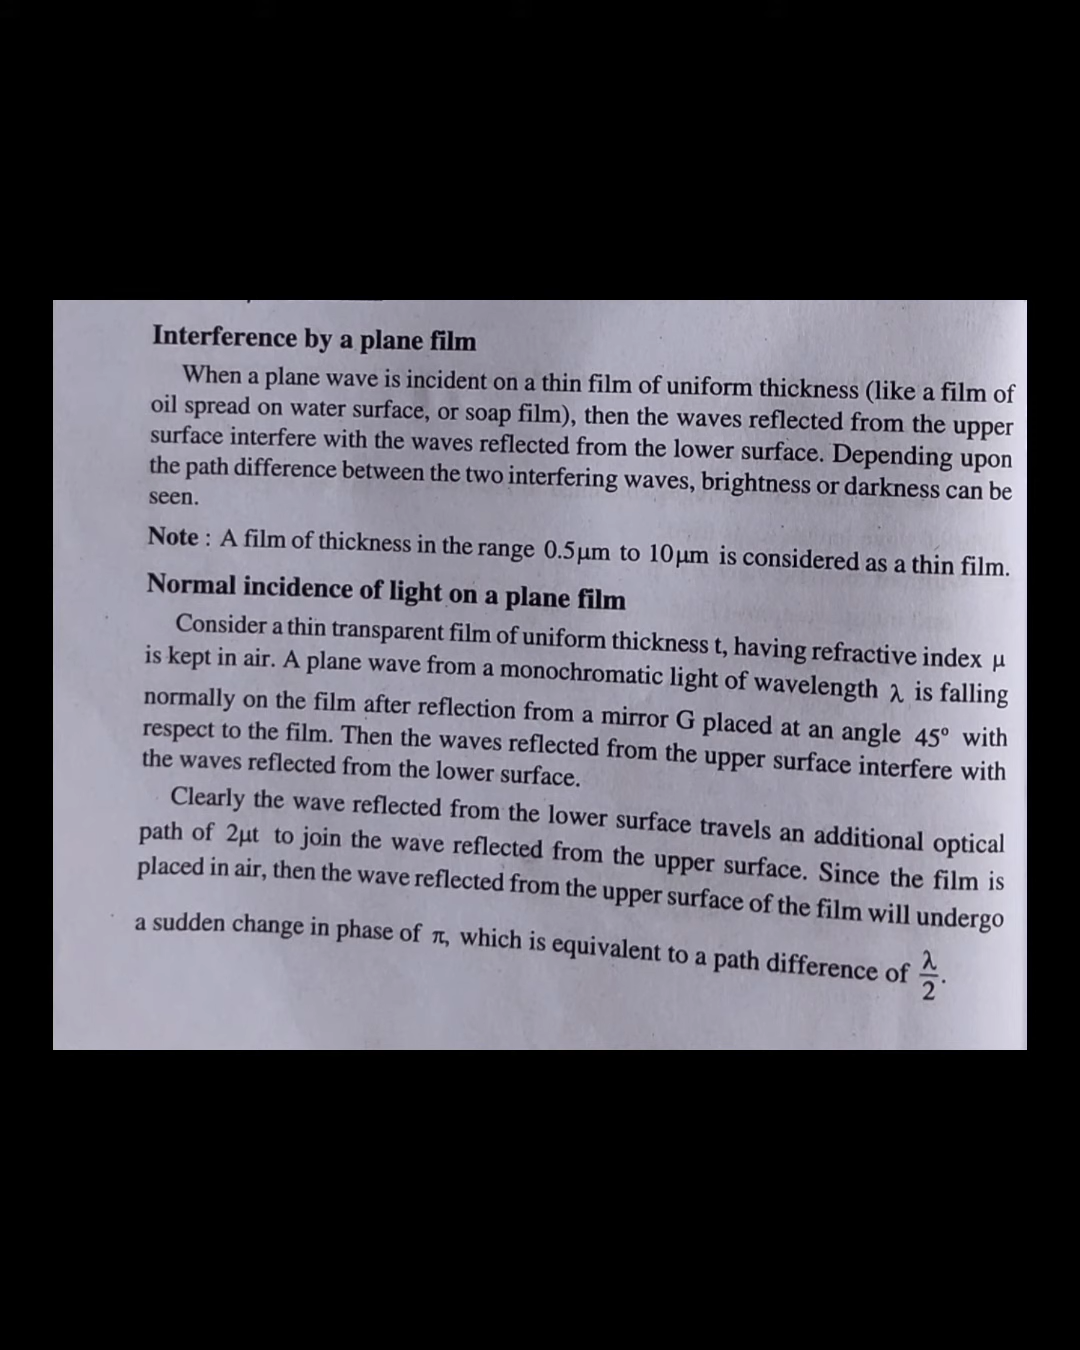 Interference by a plane film
When a plane wave is incident on a thin film of uniform thickness (like a film of
oil spread on water surface, or soap film), then the waves reflected from the upper
surface interfere with the waves reflected from the lower surface. Depending upon
the path difference between the two interfering waves, brightness or darkness can be
seen.
Note : A film of thickness in the range 0.5μm to 10μm is considered as a thin film.
Normal incidence of light on a plane film
Consider a thin transparent film of uniform thickness t, having refractive index μ
is kept in air. A plane wave from a monochromatic light of wavelength λ is falling
normally on the film after reflection from a mirror G placed at an angle 45° with
respect to the film. Then the waves reflected from the upper surface interfere with
the waves reflected from the lower surface.
Clearly the wave reflected from the lower surface travels an additional optical
path of 2μt to join the wave reflected from the upper surface. Since the film is
placed in air, then the wave reflected from the upper surface of the film will undergo
a sudden change in phase of π, which is equivalent to a path difference of λ/2.